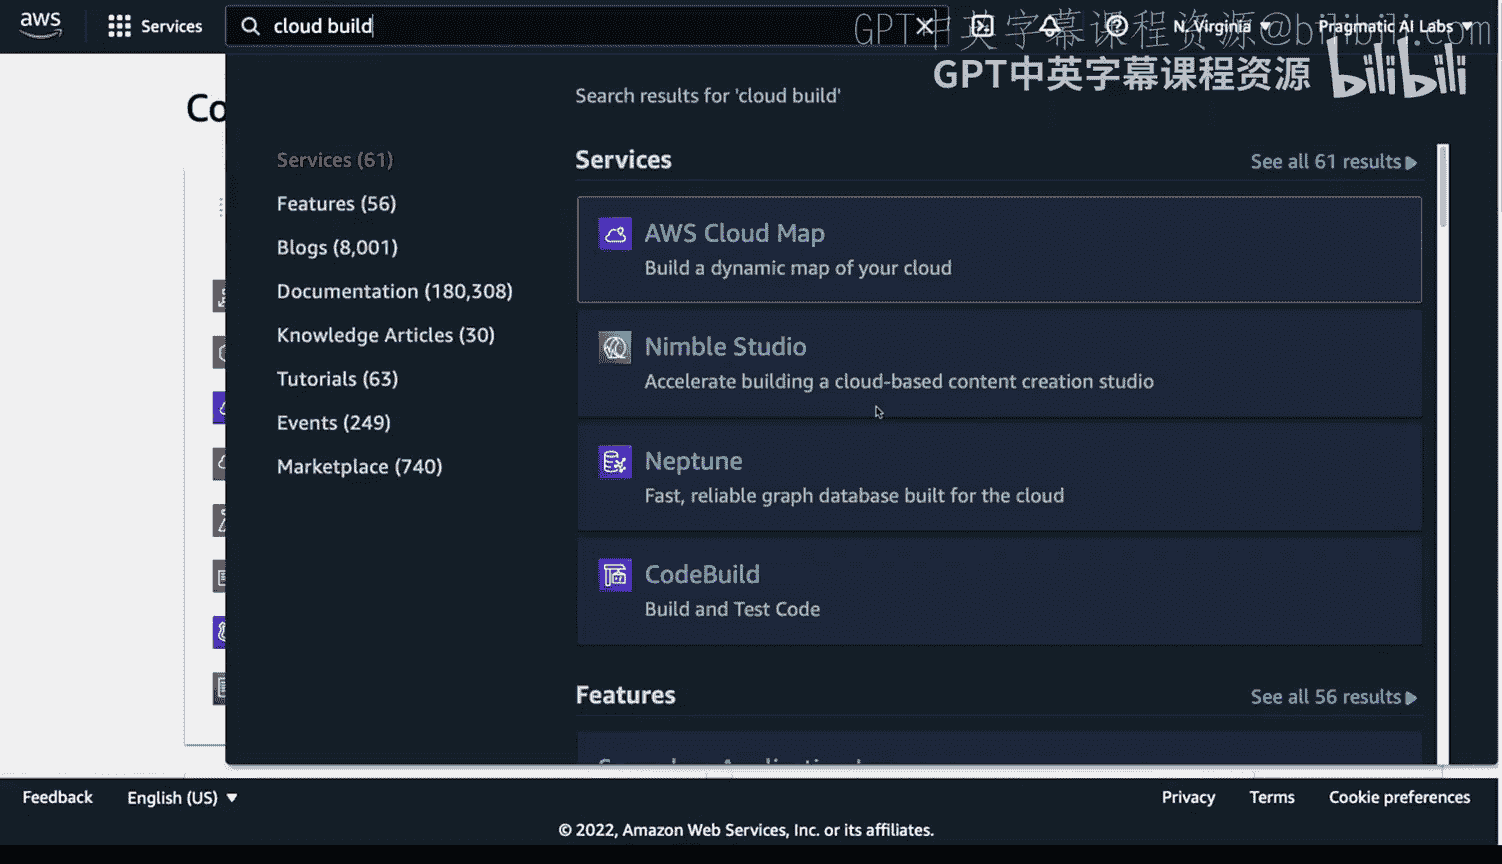 aws
Services
cloud build
N. Virginia
Pragmatic AI Labs
GPT中英字幕课程资源@bilibili.com
GPT中英字幕课程资源 bilibili
Co
Search results for 'cloud build'
Services (61)
Features (56)
Blogs (8,001)
Documentation (180,308)
Knowledge Articles (30)
Tutorials (63)
Events (249)
Marketplace (740)
Services
See all 61 results
AWS Cloud Map
Build a dynamic map of your cloud
Nimble Studio
Accelerate building a cloud-based content creation studio
Neptune
Fast, reliable graph database built for the cloud
CodeBuild
Build and Test Code
Features
See all 56 results
Feedback
English (US)
Privacy
Terms
Cookie preferences
© 2022, Amazon Web Services, Inc. or its affiliates.